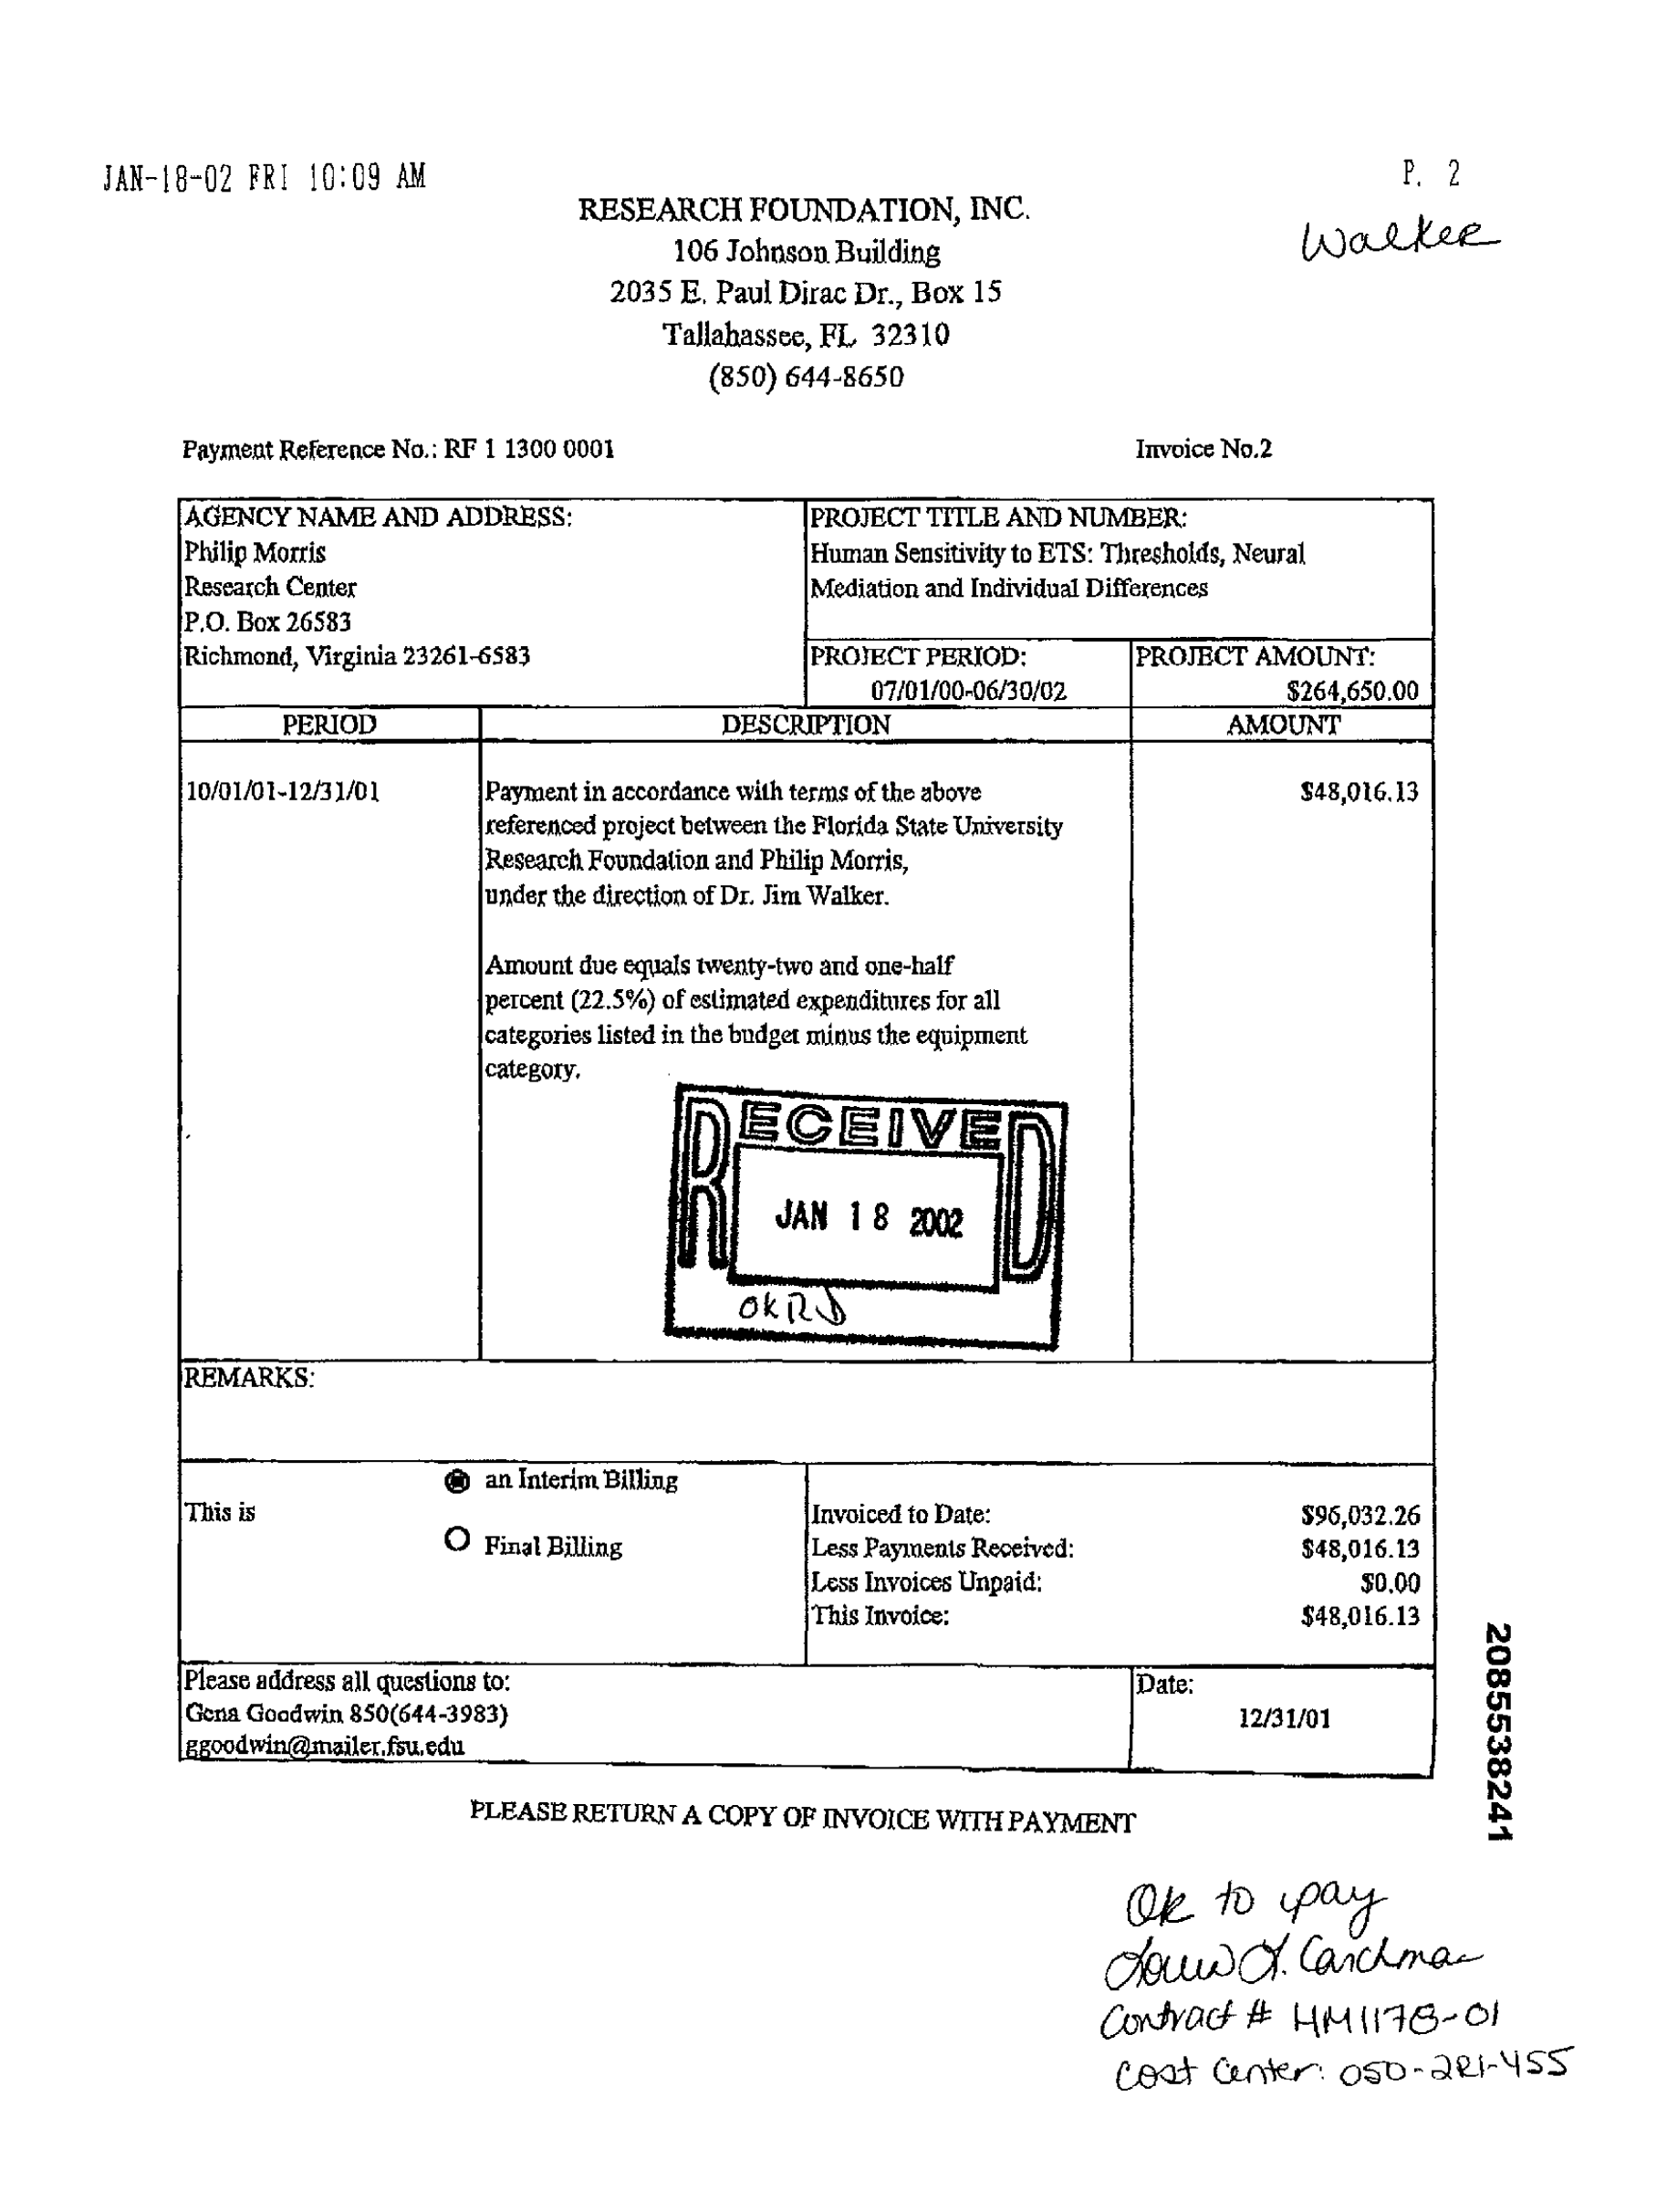 JAN-18-02 FRI 10:09 AM
P. 2
Walker
RESEARCH FOUNDATION, INC.
106 Johnson Building
2035 E. Paul Dirac Dr., Box 15
Tallahassee, FL 32310
(850) 644-8650
Payment Reference No.: RF 1 1300 0001
Invoice No.2
AGENCY NAME AND ADDRESS:
Philip Morris
Research Center
P.O. Box 26583
Richmond, Virginia 23261-6583
PROJECT TITLE AND NUMBER:
Human Sensitivity to ETS: Thresholds, Neural
Mediation and Individual Differences
PROJECT PERIOD:
07/01/00-06/30/02
PROJECT AMOUNT:
$264,650.00
PERIOD
DESCRIPTION
AMOUNT
10/01/01-12/31/01
Payment in accordance with terms of the above
referenced project between the Florida State University
Research Foundation and Philip Morris,
under the direction of Dr. Jim Walker.
$48,016.13
Amount due equals twenty-two and one-half
percent (22.5%) of estimated expenditures for all
categories listed in the budget minus the equipment
category.
RECEIVED
JAN 18 2002
ok
REMARKS:
This is
an Interim Billing
Final Billing
Invoiced to Date: $96,032.26
Less Payments Received: $48,016.13
Less Invoices Unpaid: $0.00
This Invoice: $48,016.13
Please address all questions to:
Gena Goodwin 850(644-3983)
ggoodwin@mailer.fsu.edu
Date:
12/31/01
2085538241
PLEASE RETURN A COPY OF INVOICE WITH PAYMENT
Ok to pay
Contract # HM1178-01
Cost Center: 050-2R1-455